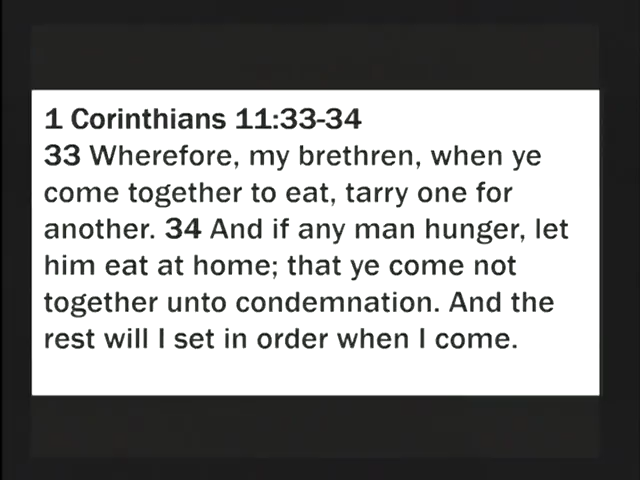 1 Corinthians 11:33-34
33 Wherefore, my brethren, when ye
come together to eat, tarry one for
another. 34 And if any man hunger, let
him eat at home; that ye come not
together unto condemnation. And the
rest will I set in order when I come.